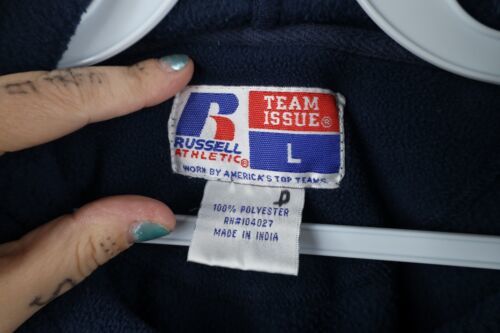 R
RUSSELL
ATHLETIC®
TEAM
ISSUE®
L
WORN BY AMERICA'S TOP TEAMS
D
100% POLYESTER
RN#104027
MADE IN INDIA